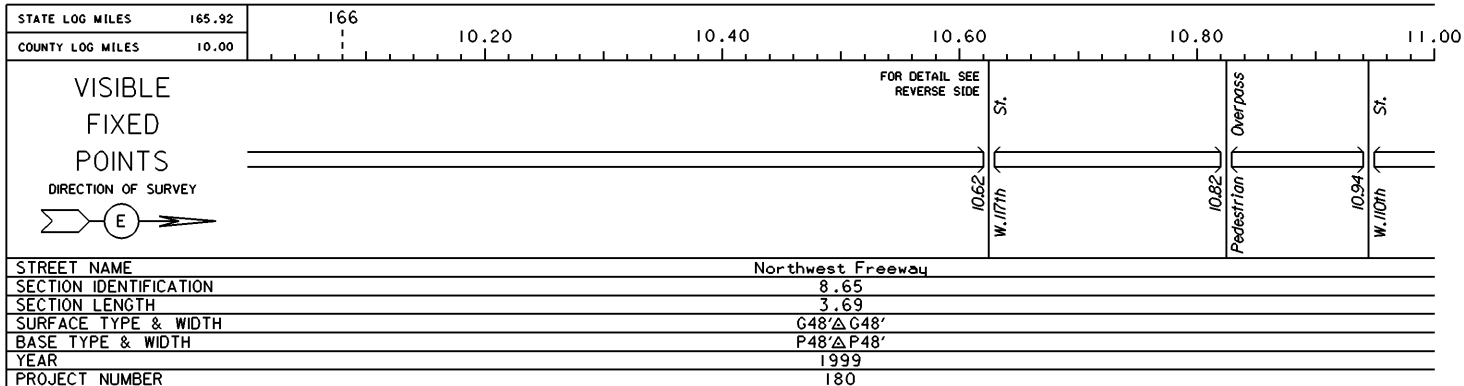 STATE LOG MILES 165.92 166
COUNTY LOG MILES 10.00 10.20 10.40 10.60 10.80 11.00
VISIBLE
FIXED
POINTS
DIRECTION OF SURVEY
E
FOR DETAIL SEE
REVERSE SIDE
10.62
W.117th St.
10.82
Pedestrian Overpass
10.94
W.110th St.
STREET NAME Northwest Freeway
SECTION IDENTIFICATION 8.65
SECTION LENGTH 3.69
SURFACE TYPE & WIDTH G48'△G48'
BASE TYPE & WIDTH P48'△P48'
YEAR 1999
PROJECT NUMBER 180